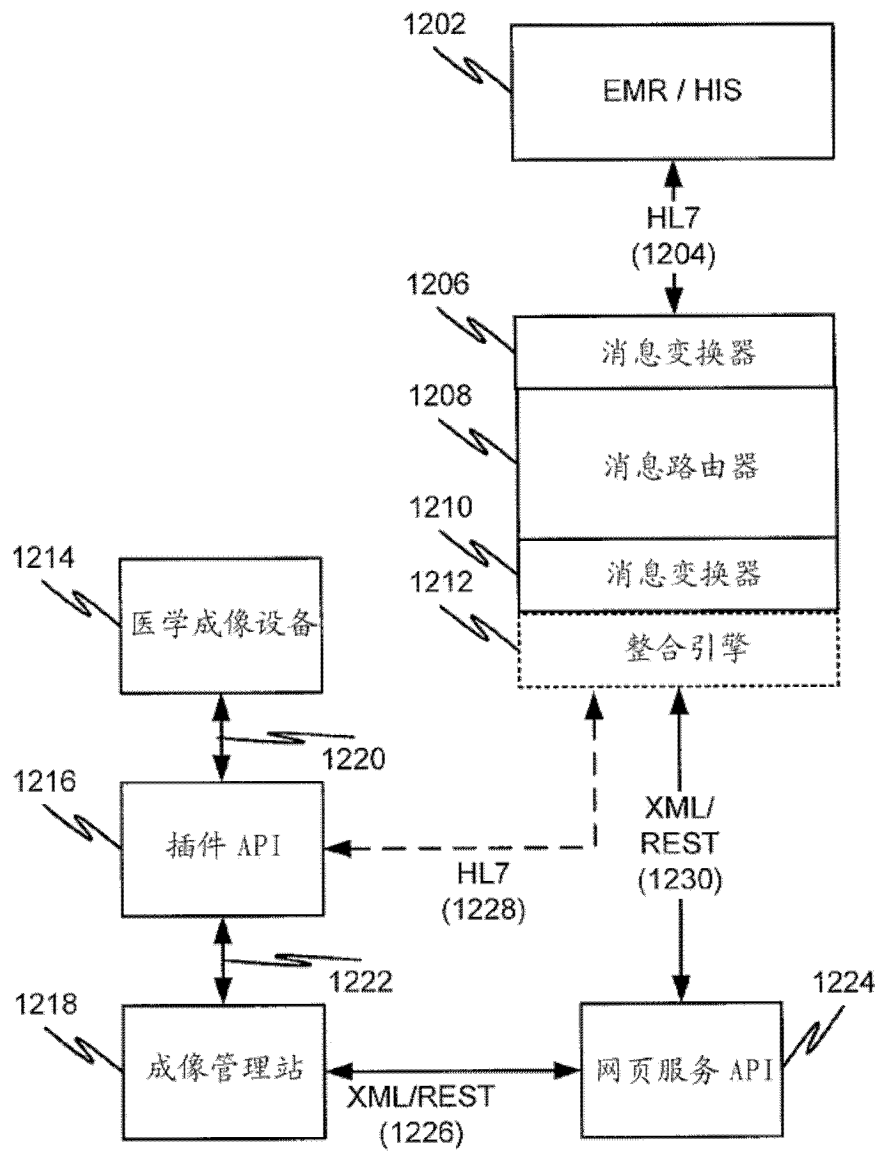 1202
EMR / HIS
HL7
(1204)
1206
消息变换器
1208
消息路由器
1210
消息变换器
1212
整合引擎
1214
医学成像设备
1220
1216
插件 API
HL7
(1228)
XML/
REST
(1230)
1222
1218
成像管理站
XML/REST
(1226)
1224
网页服务 API